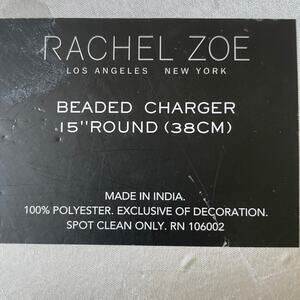 RACHEL ZOE
LOS ANGELES NEW YORK
BEADED CHARGER
15"ROUND (38CM)
MADE IN INDIA.
100% POLYESTER. EXCLUSIVE OF DECORATION.
SPOT CLEAN ONLY. RN 106002